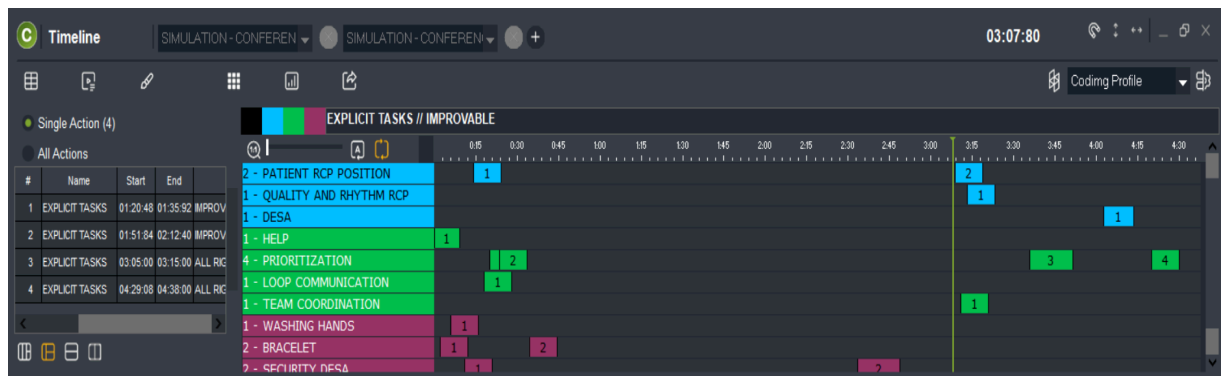 C Timeline SIMULATION - CONFEREN SIMULATION - CONFEREN 03:07:80
Codimg Profile
Single Action (4)
All Actions
# Name Start End
1 EXPLICIT TASKS 01:20:48 01:35:92 IMPROV
2 EXPLICIT TASKS 01:51:84 02:12:40 IMPROV
3 EXPLICIT TASKS 03:05:00 03:15:00 ALL RIG
4 EXPLICIT TASKS 04:29:08 04:38:00 ALL RIG
EXPLICIT TASKS // IMPROVABLE
1:1 A 0:15 0:30 0:45 1:00 1:15 1:30 1:45 2:00 2:15 2:30 2:45 3:00 3:15 3:30 3:45 4:00 4:15 4:30
2 - PATIENT RCP POSITION 1 2
1 - QUALITY AND RHYTHM RCP 1
1 - DESA 1
1 - HELP 1
4 - PRIORITIZATION 2 3 4
1 - LOOP COMMUNICATION 1
1 - TEAM COORDINATION 1
1 - WASHING HANDS 1
2 - BRACELET 1 2
2 - SECURITY DESA 1 2